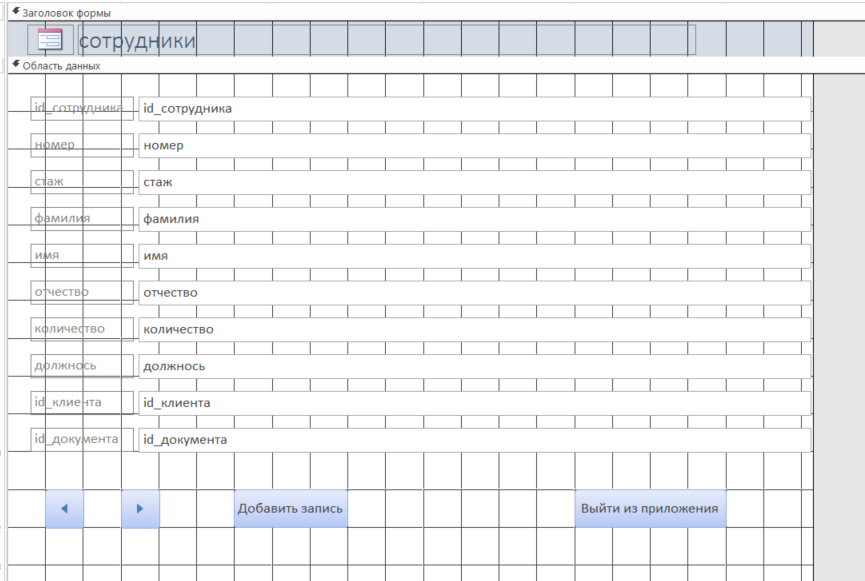 Заголовок формы
сотрудники
Область данных
id_сотрудника id_сотрудника
номер номер
стаж стаж
фамилия фамилия
имя имя
отчество отчество
количество количество
должнось должнось
id_клиента id_клиента
id_документа id_документа
Добавить запись Выйти из приложения